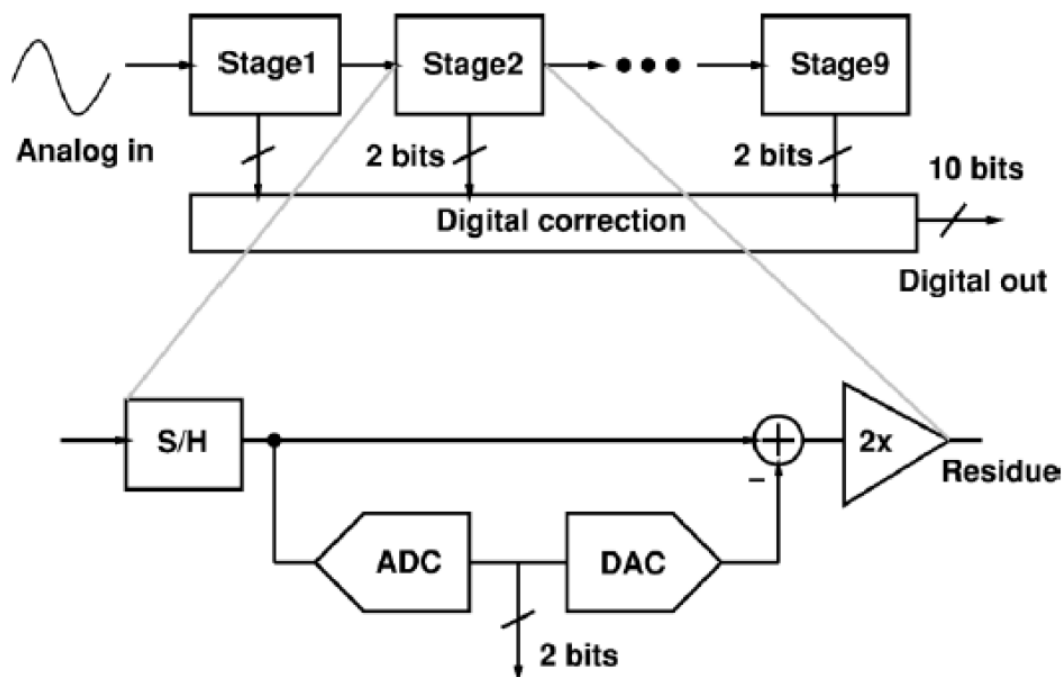 Stage1
Stage2
Stage9
Analog in
2 bits
2 bits
10 bits
Digital correction
Digital out
S/H
+
2x
−
Residue
ADC
DAC
2 bits